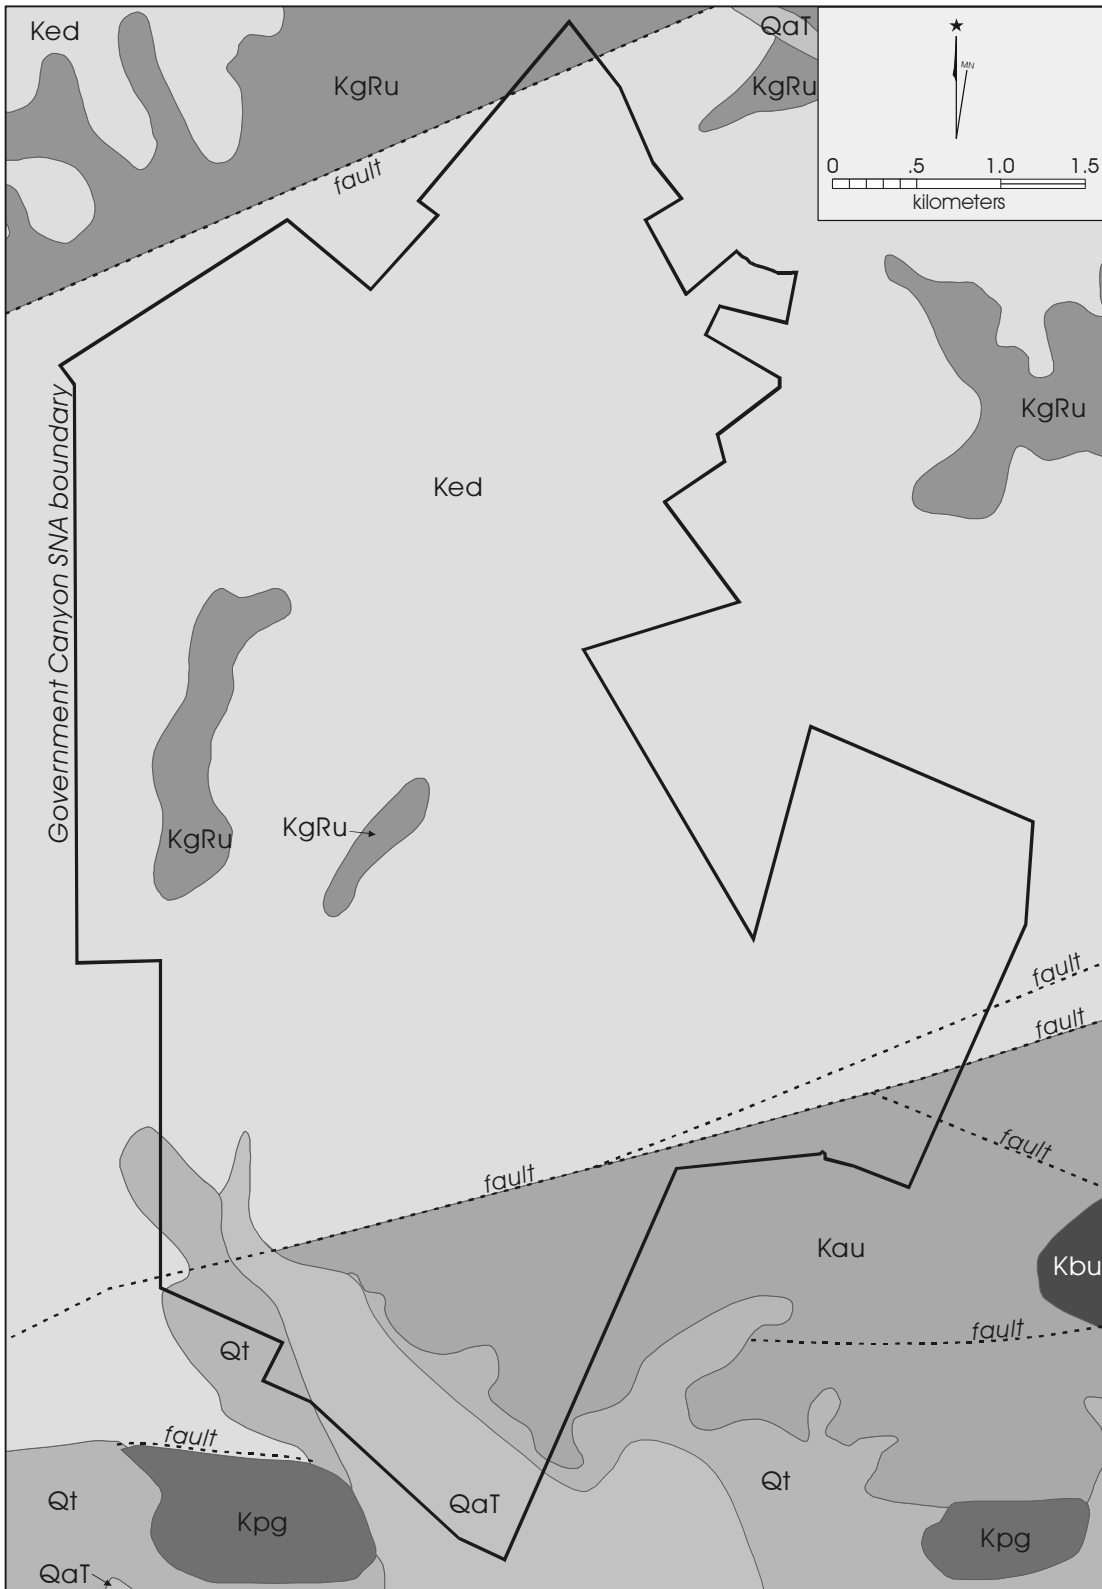 Ked
QaT
KgRu
KgRu
MN
0 .5 1.0 1.5
kilometers
fault
KgRu
Government Canyon SNA boundary
Ked
KgRu
KgRu
fault
fault
fault
fault
Kau
Kbu
fault
Qt
fault
Qt
QaT
Qt
Kpg
Kpg
QaT